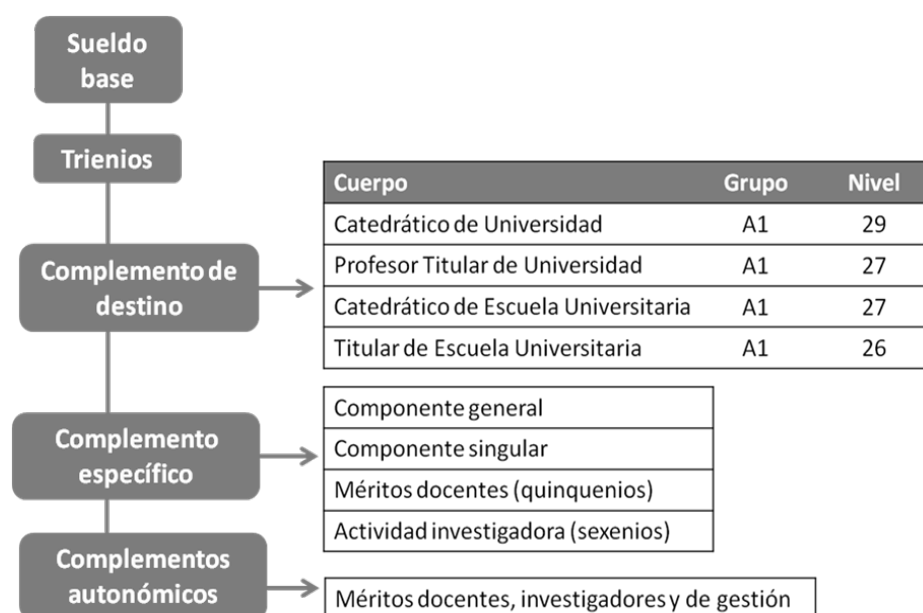 Sueldo
base
Trienios
Complemento de
destino
Cuerpo Grupo Nivel
Catedrático de Universidad A1 29
Profesor Titular de Universidad A1 27
Catedrático de Escuela Universitaria A1 27
Titular de Escuela Universitaria A1 26
Complemento
específico
Componente general
Componente singular
Méritos docentes (quinquenios)
Actividad investigadora (sexenios)
Complementos
autonómicos
Méritos docentes, investigadores y de gestión